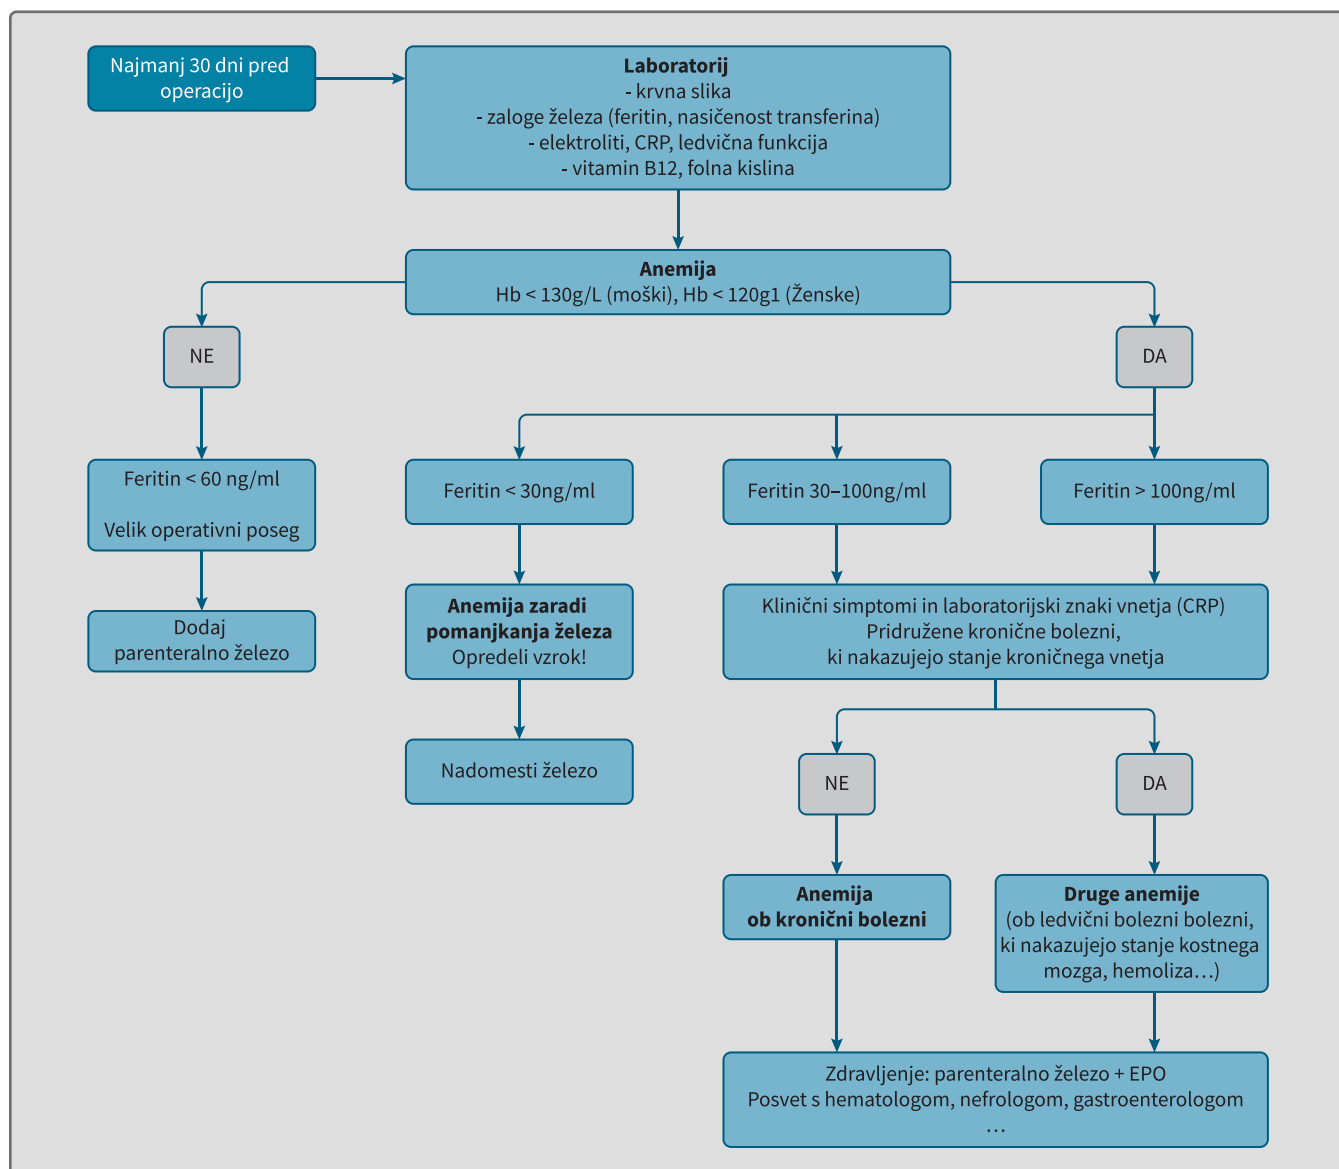 Najmanj 30 dni pred
operacijo
Laboratorij
- krvna slika
- zaloge železa (feritin, nasičenost transferina)
- elektroliti, CRP, ledvična funkcija
- vitamin B12, folna kislina
Anemija
Hb < 130g/L (moški), Hb < 120g1 (Ženske)
NE
DA
Feritin < 60 ng/ml
Velik operativni poseg
Feritin < 30ng/ml
Feritin 30–100ng/ml
Feritin > 100ng/ml
Dodaj
parenteralno železo
Anemija zaradi
pomanjkanja železa
Opredeli vzrok!
Klinični simptomi in laboratorijski znaki vnetja (CRP)
Pridružene kronične bolezni,
ki nakazujejo stanje kroničnega vnetja
Nadomesti železo
NE
DA
Anemija
ob kronični bolezni
Druge anemije
(ob ledvični bolezni bolezni,
ki nakazujejo stanje kostnega
mozga, hemoliza…)
Zdravljenje: parenteralno železo + EPO
Posvet s hematologom, nefrologom, gastroenterologom
…